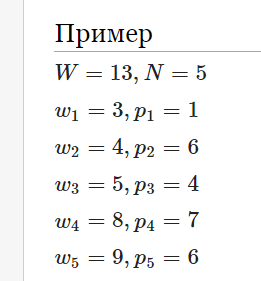 Пример
W = 13, N = 5
w₁ = 3, p₁ = 1
w₂ = 4, p₂ = 6
w₃ = 5, p₃ = 4
w₄ = 8, p₄ = 7
w₅ = 9, p₅ = 6